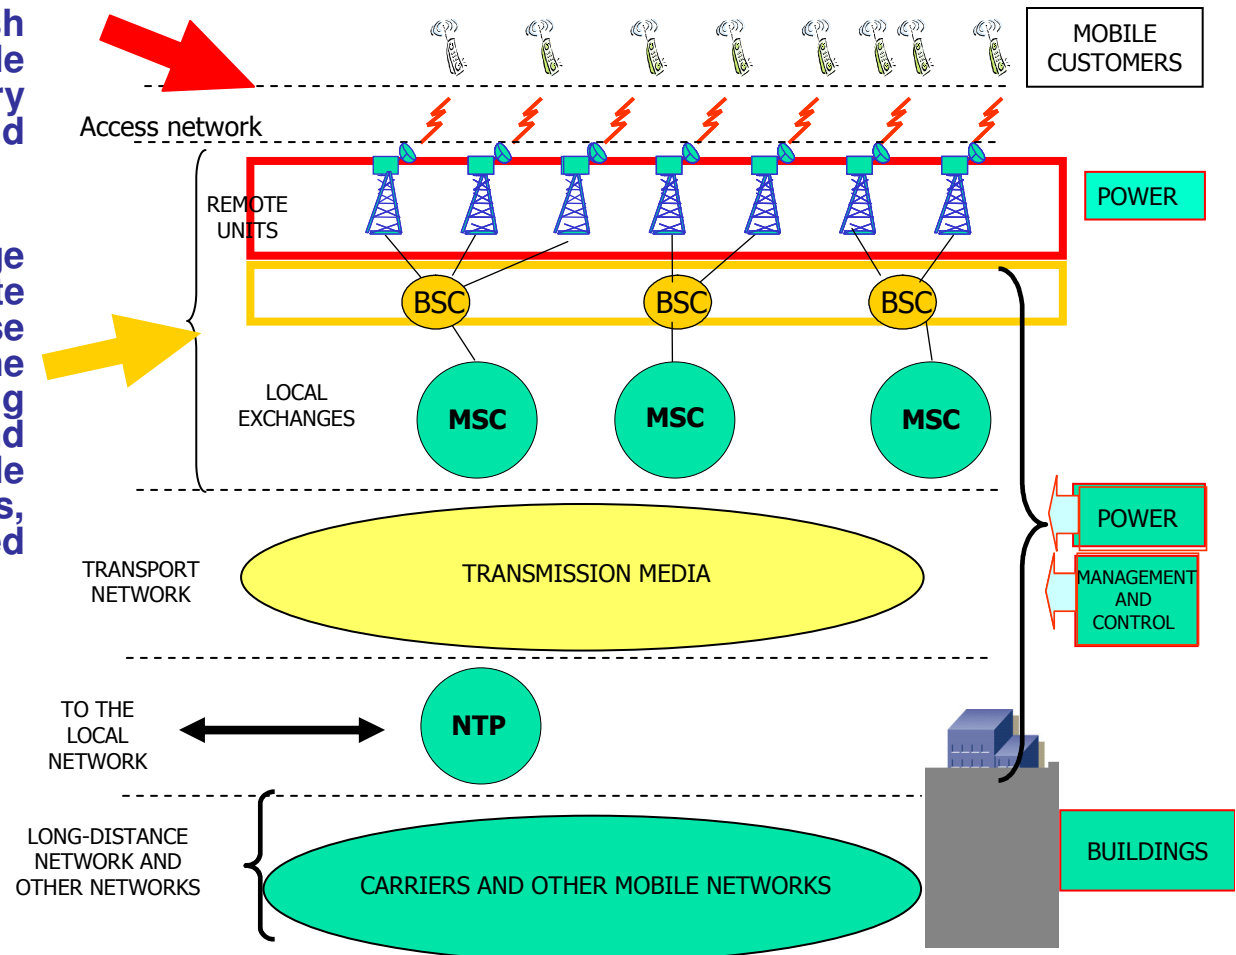 MOBILE
CUSTOMERS
Access network
REMOTE
UNITS
POWER
BSC
BSC
BSC
LOCAL
EXCHANGES
MSC
MSC
MSC
POWER
MANAGEMENT
AND
CONTROL
TRANSPORT
NETWORK
TRANSMISSION MEDIA
TO THE
LOCAL
NETWORK
NTP
LONG-DISTANCE
NETWORK AND
OTHER NETWORKS
CARRIERS AND OTHER MOBILE NETWORKS
BUILDINGS